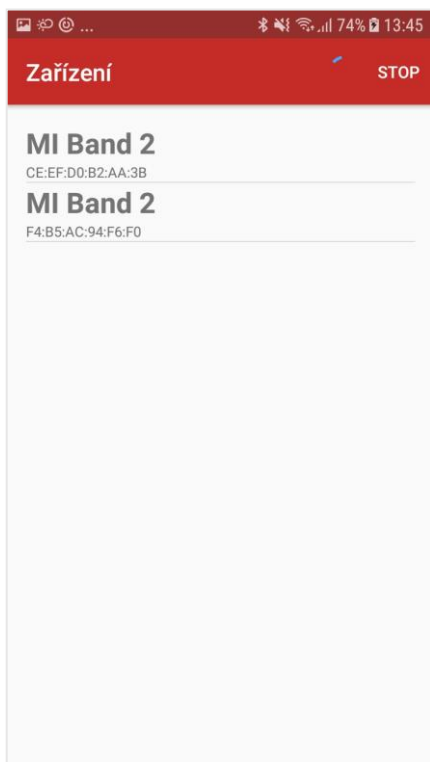 ... 74% 13:45
Zařízení STOP
MI Band 2
CE:EF:D0:B2:AA:3B
MI Band 2
F4:B5:AC:94:F6:F0